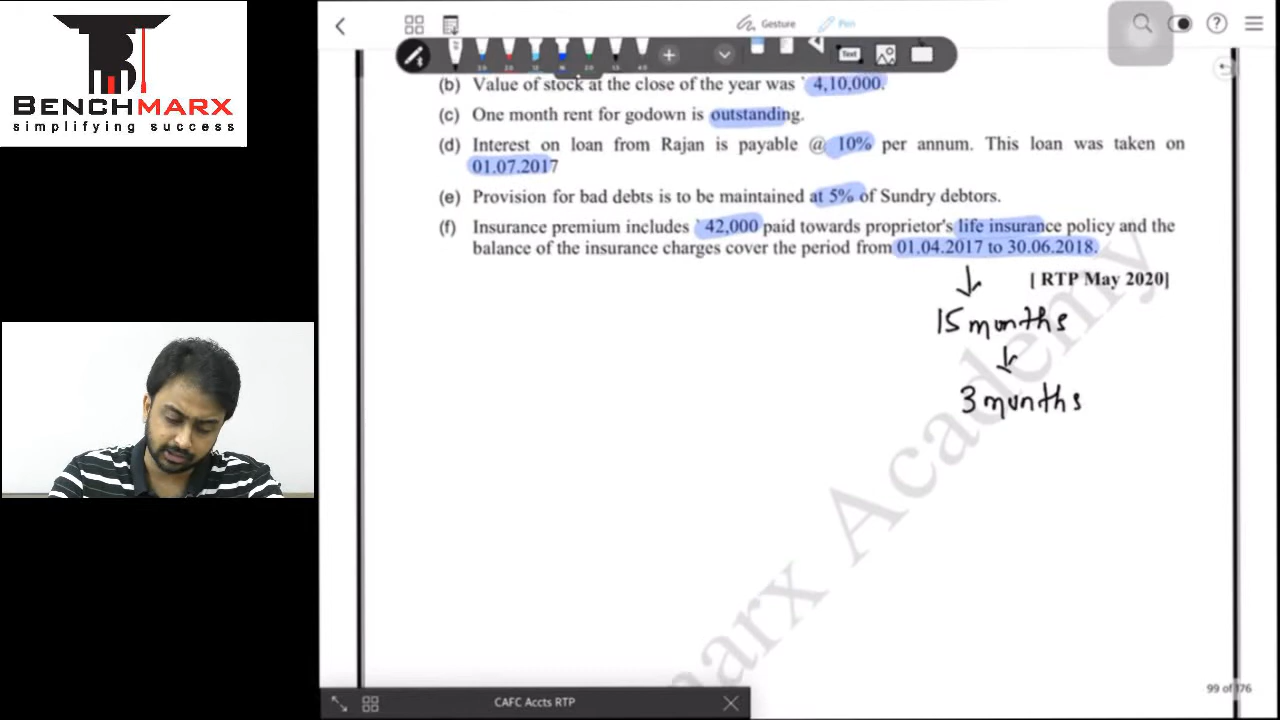 BENCHMARX
simplifying success
Gesture
Pen
Text
(b) Value of stock at the close of the year was ` 4,10,000.
(c) One month rent for godown is outstanding.
(d) Interest on loan from Rajan is payable @ 10% per annum. This loan was taken on
01.07.2017
(e) Provision for bad debts is to be maintained at 5% of Sundry debtors.
(f) Insurance premium includes ` 42,000 paid towards proprietor's life insurance policy and the
balance of the insurance charges cover the period from 01.04.2017 to 30.06.2018.
[ RTP May 2020]
15 months
3 months
marx Academy
CAFC Accts RTP
99 of 176